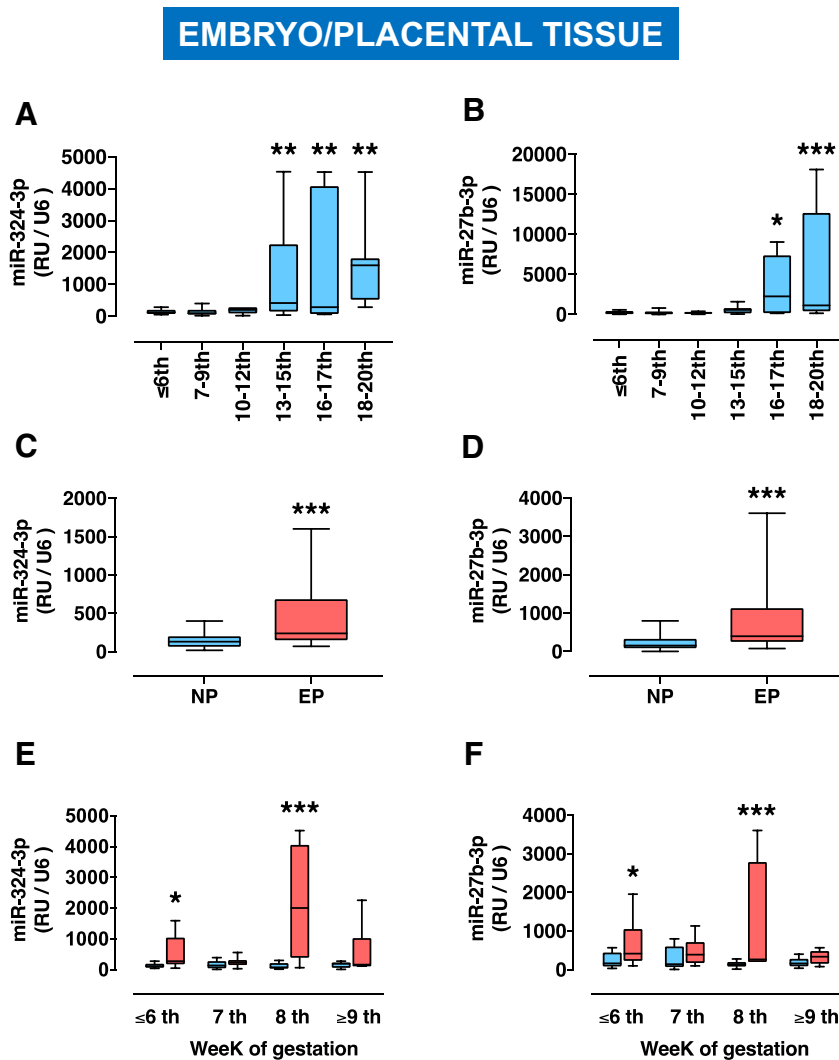 EMBRYO/PLACENTAL TISSUE
A
miR-324-3p
(RU / U6 )
5000
4000
3000
2000
1000
0
** ** **
≤6th
7-9th
10-12th
13-15th
16-17th
18-20th
B
miR-27b-3p
(RU / U6 )
20000
15000
10000
5000
0
* ***
≤6th
7-9th
10-12th
13-15th
16-17th
18-20th
C
miR-324-3p
(RU / U6 )
2000
1500
1000
500
0
***
NP EP
D
miR-27b-3p
(RU / U6 )
4000
3000
2000
1000
0
***
NP EP
E
miR-324-3p
(RU / U6 )
5000
4000
3000
2000
1000
0
* ***
≤6 th 7 th 8 th ≥9 th
WeeK of gestation
F
miR-27b-3p
(RU / U6 )
4000
3000
2000
1000
0
* ***
≤6 th 7 th 8 th ≥9 th
WeeK of gestation